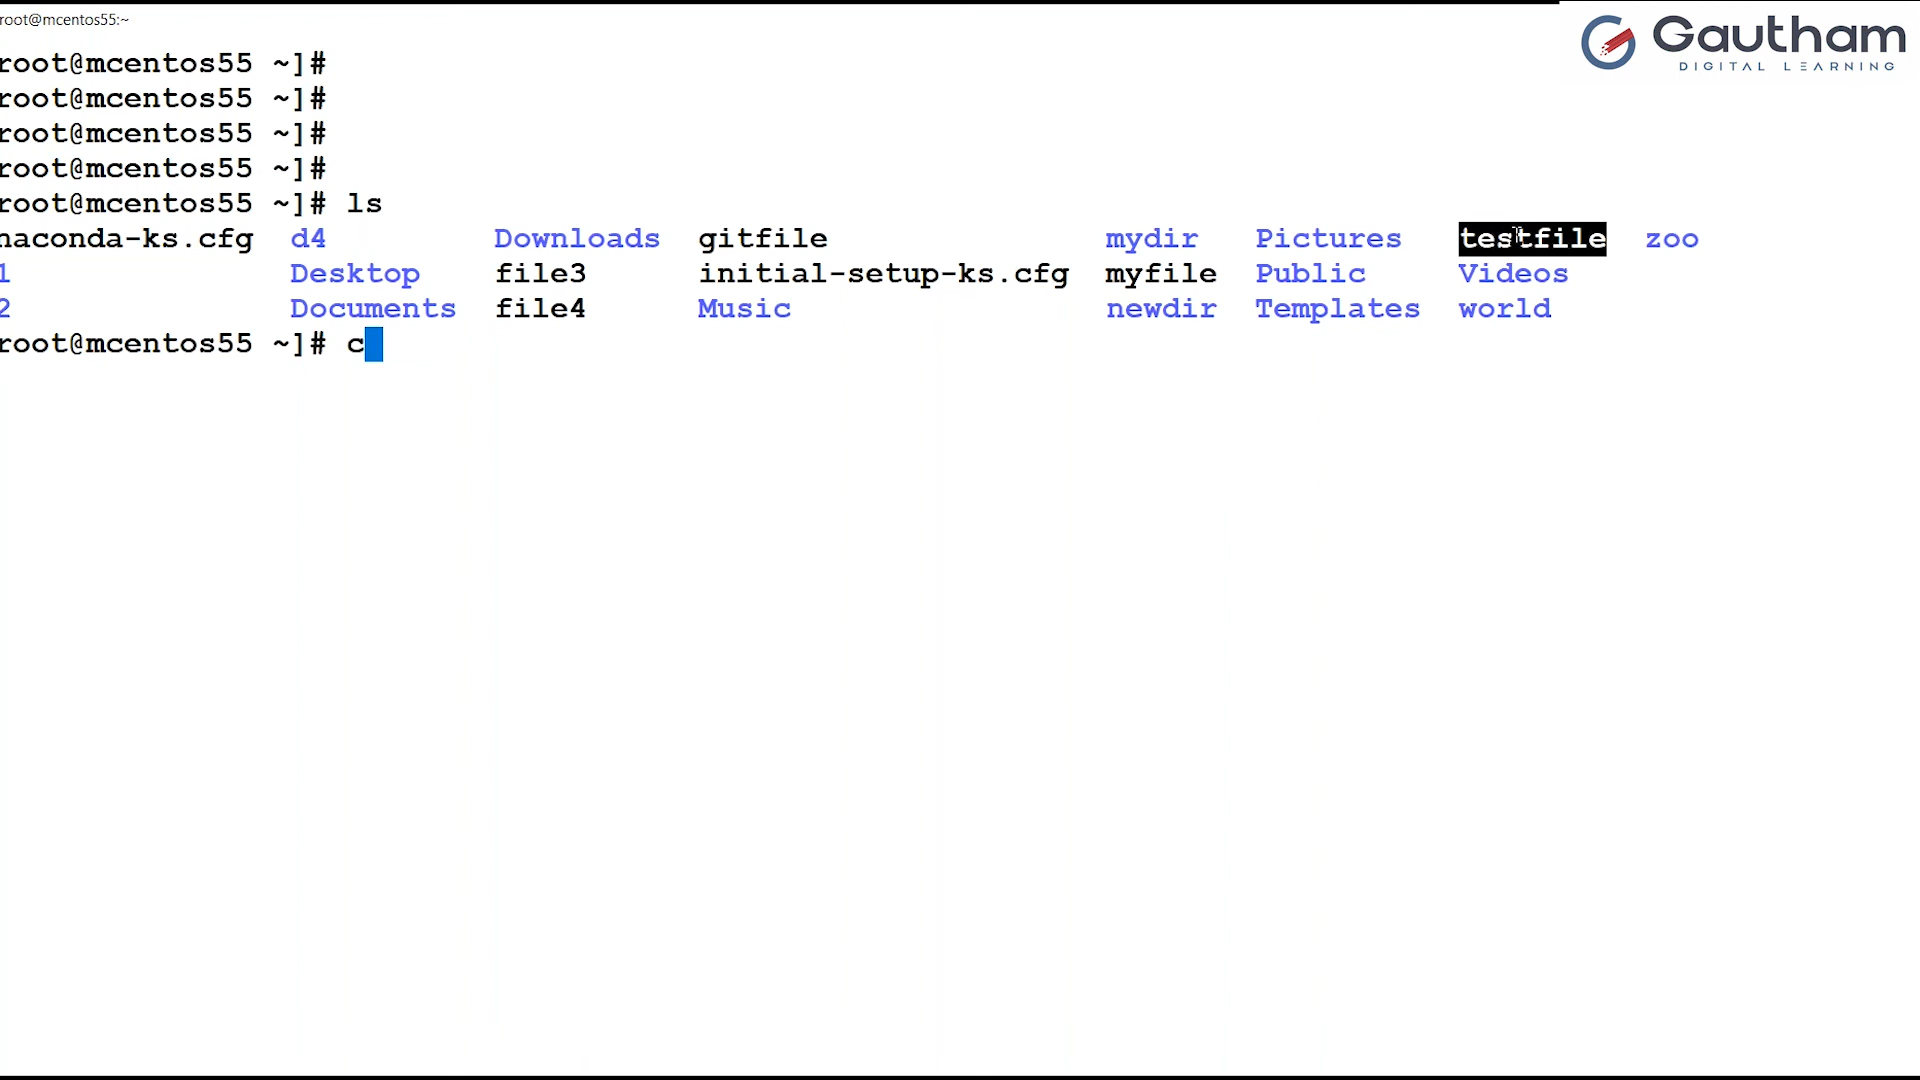 root@mcentos55:~
Gautham
DIGITAL LEARNING
root@mcentos55 ~]#
root@mcentos55 ~]#
root@mcentos55 ~]#
root@mcentos55 ~]#
root@mcentos55 ~]# ls
naconda-ks.cfg d4 Downloads gitfile mydir Pictures testfile zoo
1 Desktop file3 initial-setup-ks.cfg myfile Public Videos
2 Documents file4 Music newdir Templates world
root@mcentos55 ~]# c